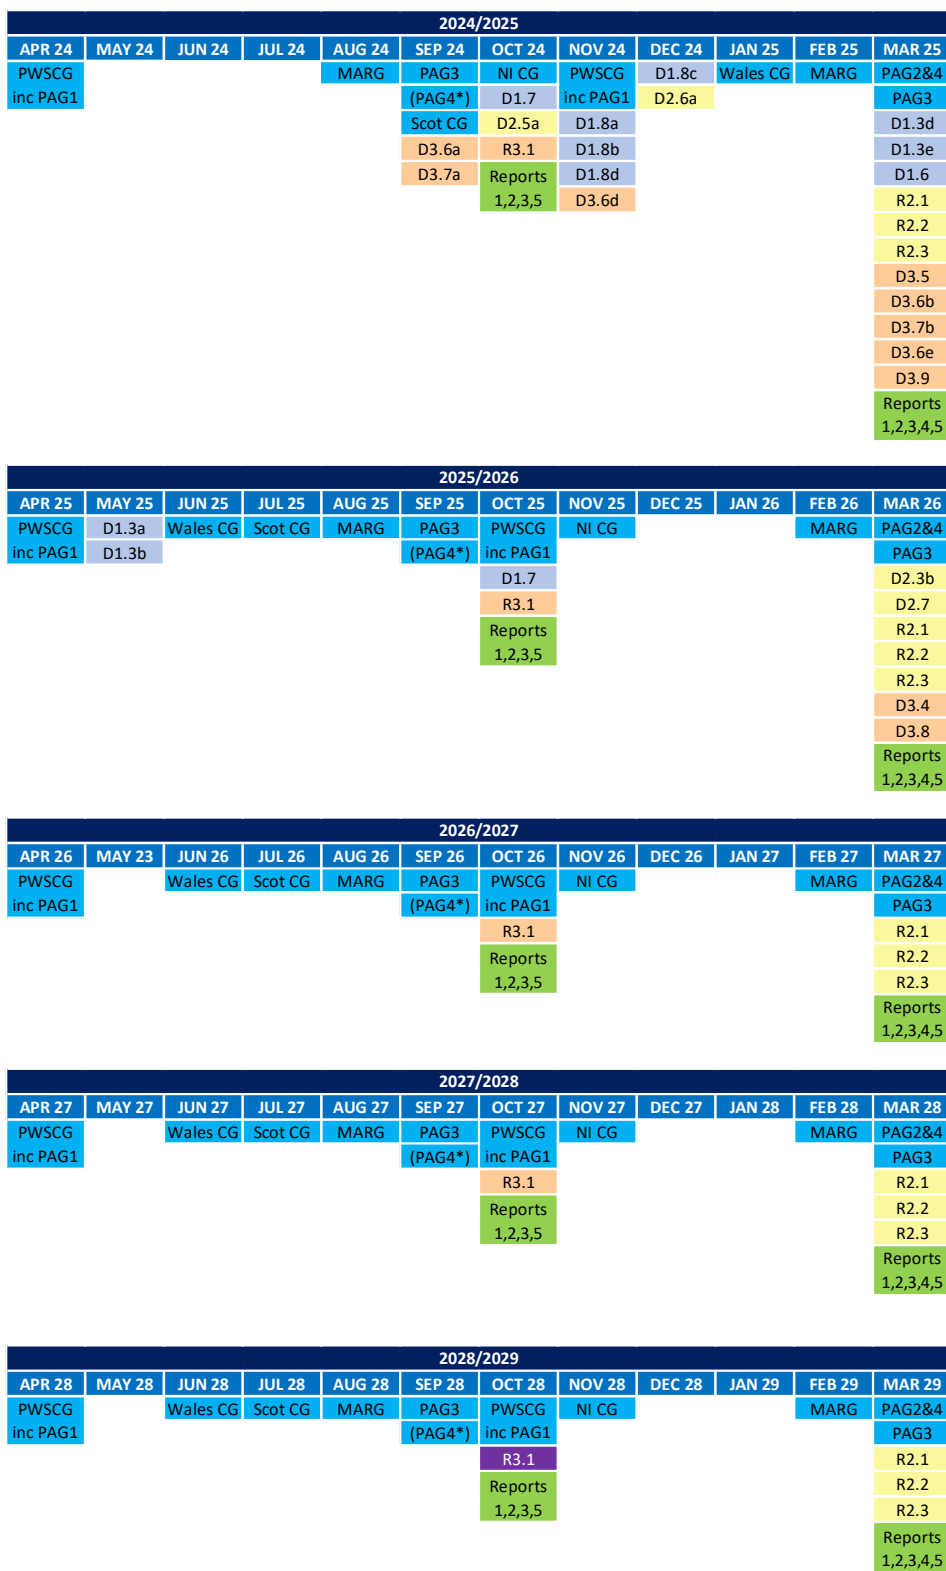 2024/2025
APR 24 MAY 24 JUN 24 JUL 24 AUG 24 SEP 24 OCT 24 NOV 24 DEC 24 JAN 25 FEB 25 MAR 25
PWSCG MARG PAG3 NI CG PWSCG D1.8c Wales CG MARG PAG2&4
inc PAG1 (PAG4*) D1.7 inc PAG1 D2.6a PAG3
Scot CG D2.5a D1.8a D1.3d
D3.6a R3.1 D1.8b D1.3e
D3.7a Reports D1.8d D1.6
1,2,3,5 D3.6d R2.1
R2.2
R2.3
D3.5
D3.6b
D3.7b
D3.6e
D3.9
Reports
1,2,3,4,5
2025/2026
APR 25 MAY 25 JUN 25 JUL 25 AUG 25 SEP 25 OCT 25 NOV 25 DEC 25 JAN 26 FEB 26 MAR 26
PWSCG D1.3a Wales CG Scot CG MARG PAG3 PWSCG NI CG MARG PAG2&4
inc PAG1 D1.3b (PAG4*) inc PAG1 PAG3
D1.7 D2.3b
R3.1 D2.7
Reports R2.1
1,2,3,5 R2.2
R2.3
D3.4
D3.8
Reports
1,2,3,4,5
2026/2027
APR 26 MAY 23 JUN 26 JUL 26 AUG 26 SEP 26 OCT 26 NOV 26 DEC 26 JAN 27 FEB 27 MAR 27
PWSCG Wales CG Scot CG MARG PAG3 PWSCG NI CG MARG PAG2&4
inc PAG1 (PAG4*) inc PAG1 PAG3
R3.1 R2.1
Reports R2.2
1,2,3,5 R2.3
Reports
1,2,3,4,5
2027/2028
APR 27 MAY 27 JUN 27 JUL 27 AUG 27 SEP 27 OCT 27 NOV 27 DEC 27 JAN 28 FEB 28 MAR 28
PWSCG Wales CG Scot CG MARG PAG3 PWSCG NI CG MARG PAG2&4
inc PAG1 (PAG4*) inc PAG1 PAG3
R3.1 R2.1
Reports R2.2
1,2,3,5 R2.3
Reports
1,2,3,4,5
2028/2029
APR 28 MAY 28 JUN 28 JUL 28 AUG 28 SEP 28 OCT 28 NOV 28 DEC 28 JAN 29 FEB 29 MAR 29
PWSCG Wales CG Scot CG MARG PAG3 PWSCG NI CG MARG PAG2&4
inc PAG1 (PAG4*) inc PAG1 PAG3
R3.1 R2.1
Reports R2.2
1,2,3,5 R2.3
Reports
1,2,3,4,5